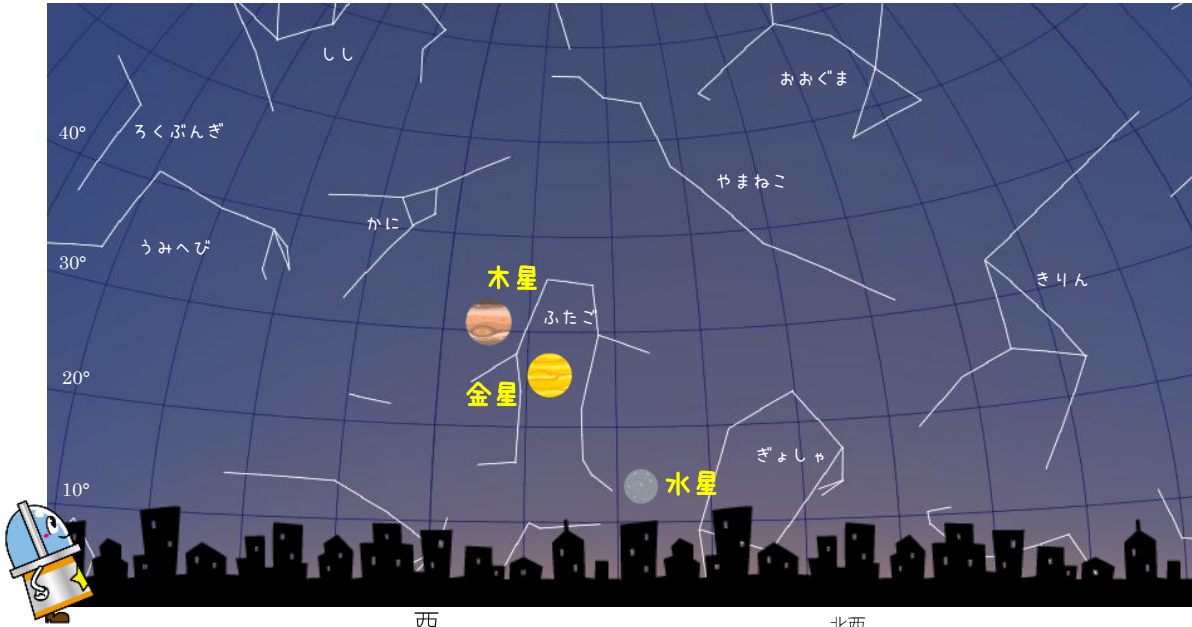 しし
おおぐま
40°
ろくぶんぎ
やまねこ
かに
うみへび
30°
木星
きりん
ふたご
20°
金星
ぎょしゃ
水星
10°
西
北西